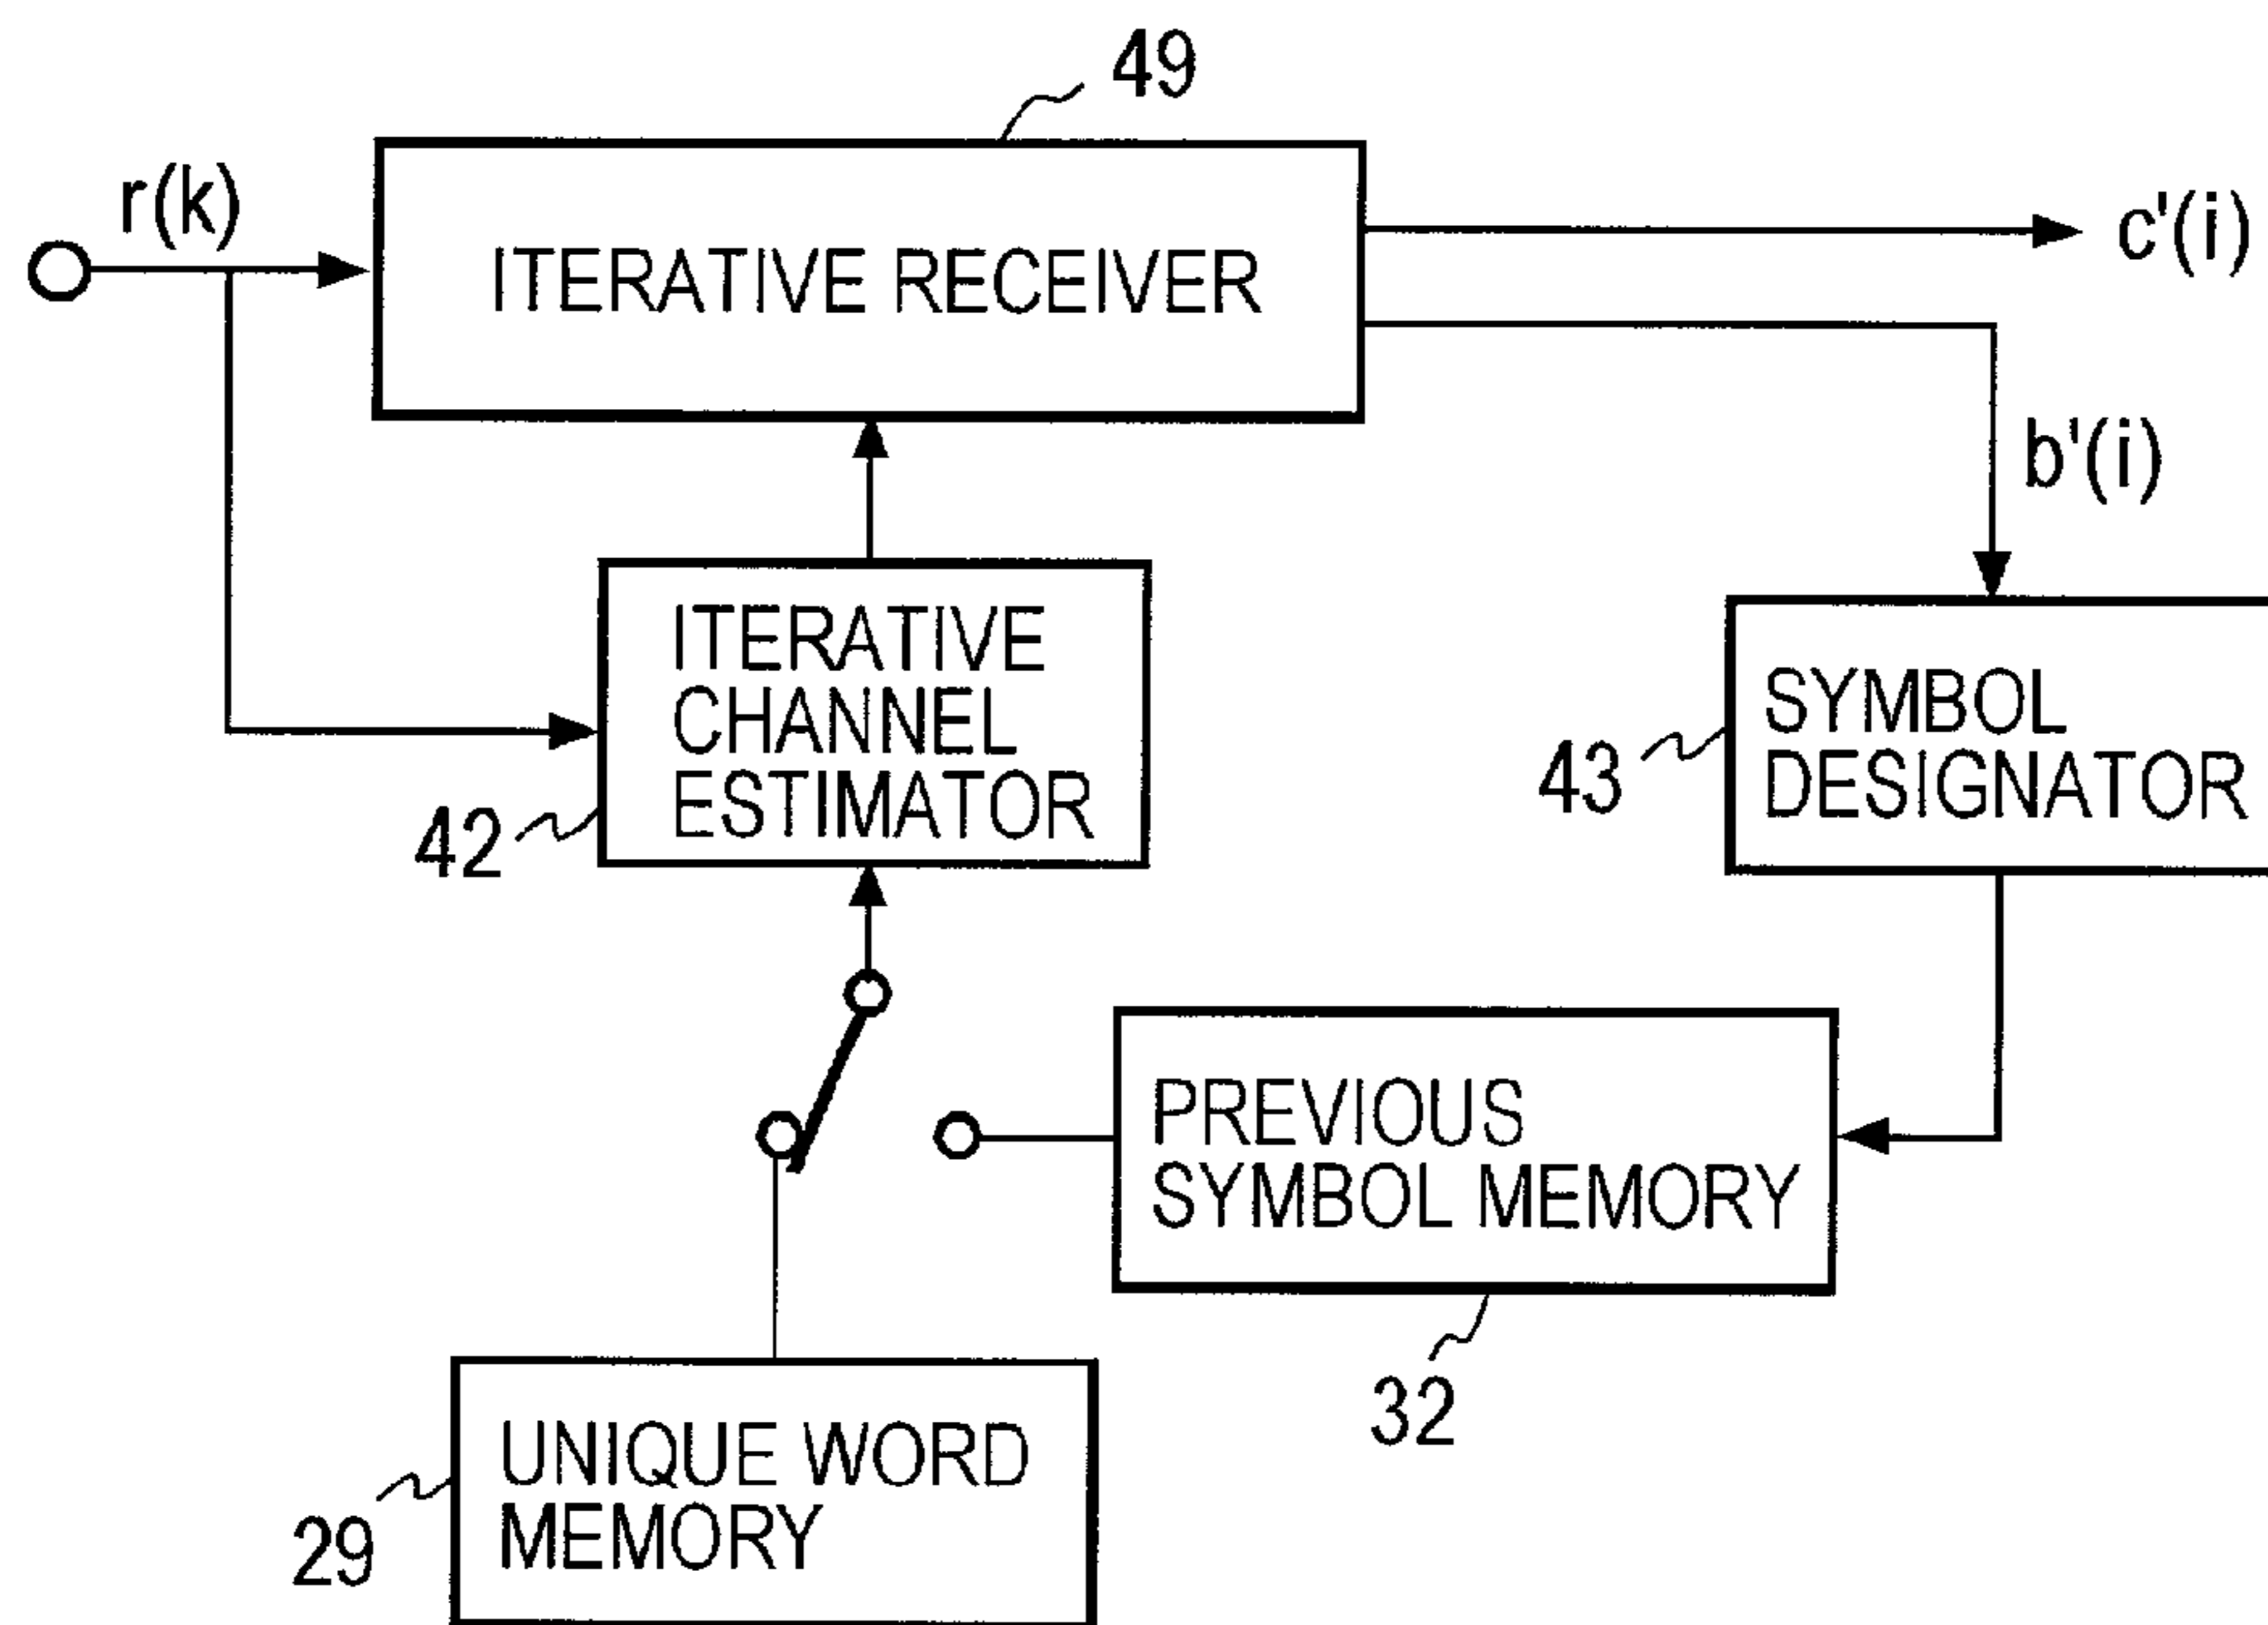 49
r(k)
ITERATIVE RECEIVER
c'(i)
b'(i)
ITERATIVE
CHANNEL
ESTIMATOR
42
SYMBOL
DESIGNATOR
43
PREVIOUS
SYMBOL MEMORY
32
UNIQUE WORD
MEMORY
29